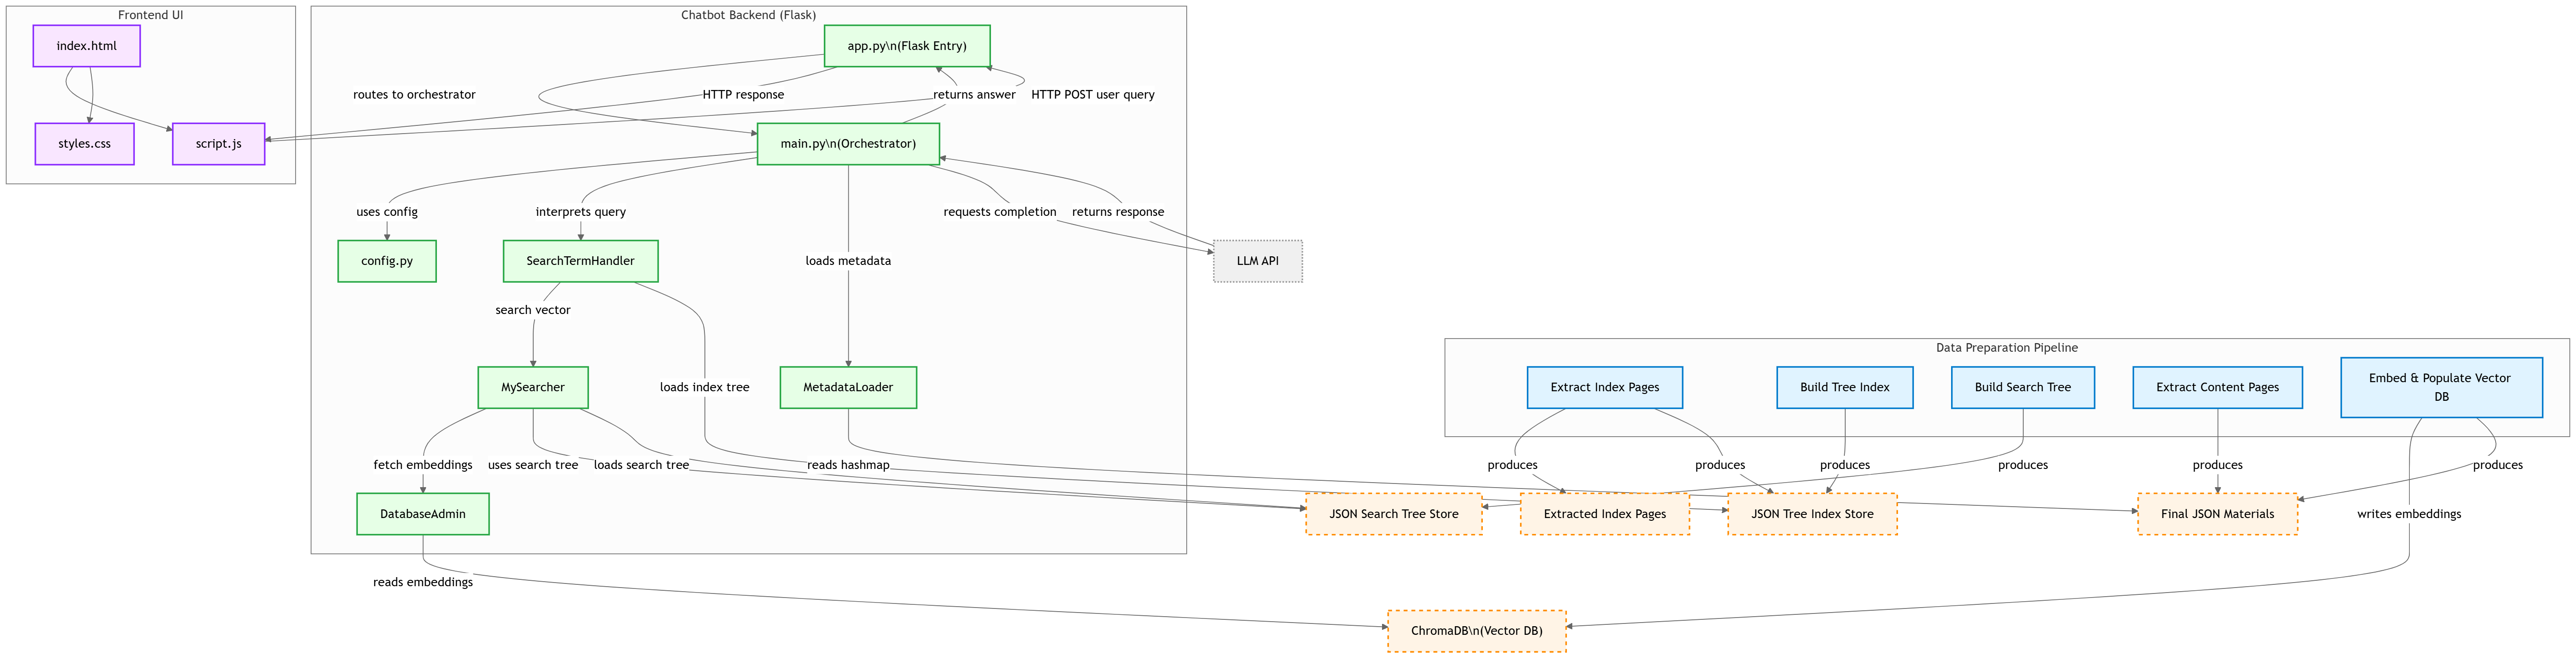 Frontend UI
Chatbot Backend (Flask)
index.html
app.py\n(Flask Entry)
routes to orchestrator
HTTP response
returns answer
HTTP POST user query
styles.css
script.js
main.py\n(Orchestrator)
uses config
interprets query
requests completion
returns response
config.py
SearchTermHandler
loads metadata
LLM API
search vector
Data Preparation Pipeline
MySearcher
loads index tree
MetadataLoader
Extract Index Pages
Build Tree Index
Build Search Tree
Extract Content Pages
Embed & Populate Vector
DB
fetch embeddings
uses search tree
loads search tree
reads hashmap
produces
produces
produces
produces
produces
produces
DatabaseAdmin
JSON Search Tree Store
Extracted Index Pages
JSON Tree Index Store
Final JSON Materials
writes embeddings
reads embeddings
ChromaDB\n(Vector DB)